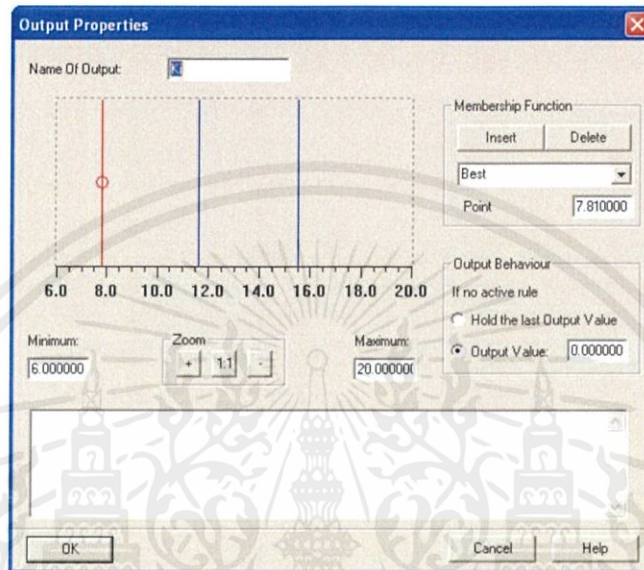 Output Properties
Name Of Output:
Membership Function
Insert Delete
Best
Point 7.810000
6.0 8.0 10.0 12.0 14.0 16.0 18.0 20.0
Output Behaviour
If no active rule
Hold the last Output Value
Output Value: 0.000000
Minimum: Zoom Maximum:
6.000000 + 1:1 - 20.00000
OK Cancel Help